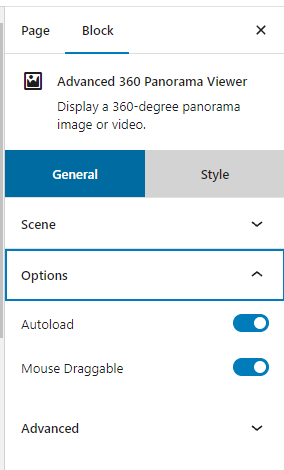 Page Block
Advanced 360 Panorama Viewer
Display a 360-degree panorama
image or video.
General Style
Scene
Options
Autoload
Mouse Draggable
Advanced